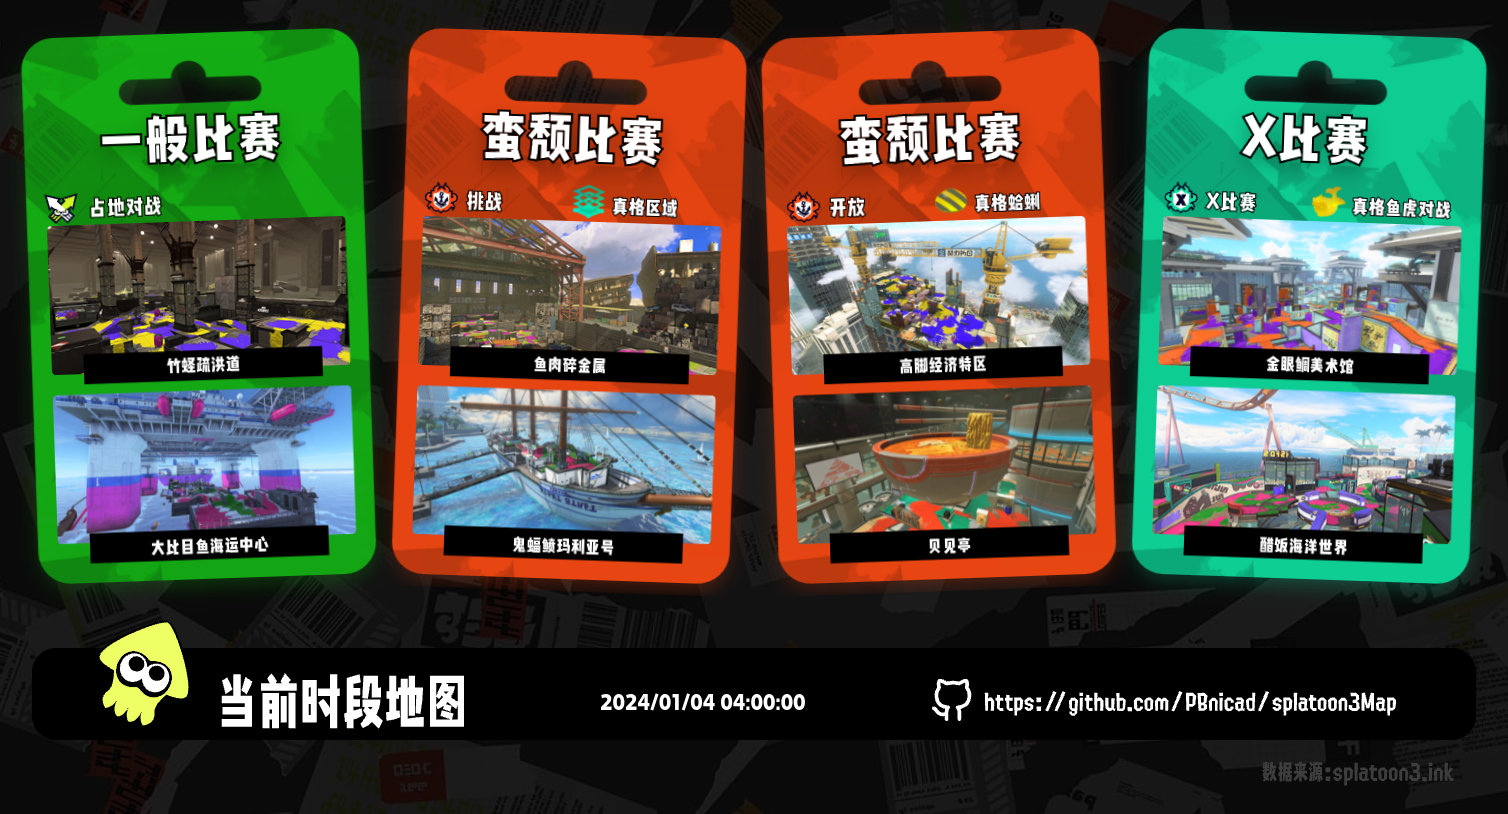 一般比赛
占地对战
竹蛏疏洪道
大比目鱼海运中心
蛮颓比赛
挑战
真格区域
鱼肉碎金属
鬼蝠鲼玛利亚号
蛮颓比赛
开放
真格蛤蜊
高脚经济特区
贝见亭
X比赛
X比赛
真格鱼虎对战
金眼鲷美术馆
醋饭海洋世界
当前时段地图
2024/01/04 04:00:00
https://github.com/PBnicad/splatoon3Map
数据来源:splatoon3.ink